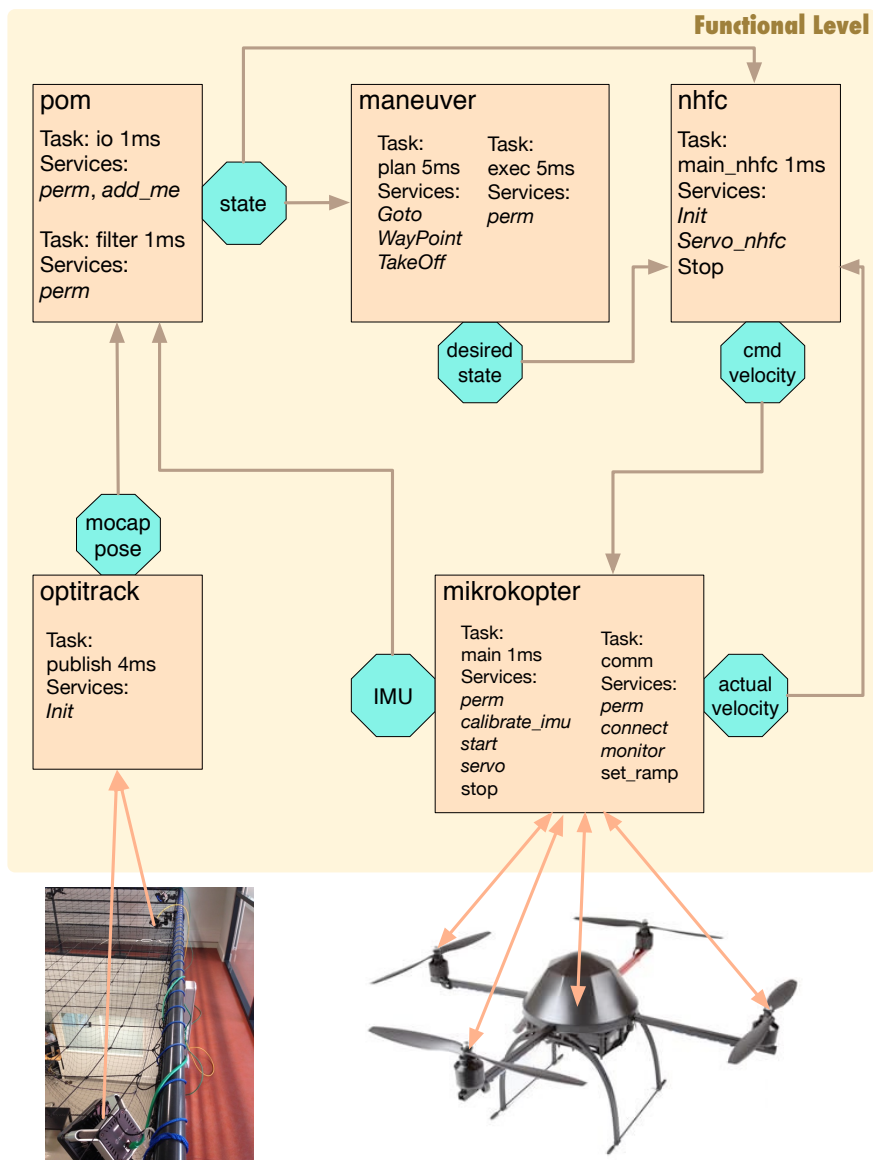 Functional Level
pom
Task: io 1ms
Services:
perm, add_me
Task: filter 1ms
Services:
perm
state
maneuver
Task:
plan 5ms
Services:
Goto
WayPoint
TakeOff
Task:
exec 5ms
Services:
perm
desired
state
nhfc
Task:
main_nhfc 1ms
Services:
Init
Servo_nhfc
Stop
cmd
velocity
mocap
pose
optitrack
Task:
publish 4ms
Services:
Init
IMU
mikrokopter
Task:
main 1ms
Services:
perm
calibrate_imu
start
servo
stop
Task:
comm
Services:
perm
connect
monitor
set_ramp
actual
velocity